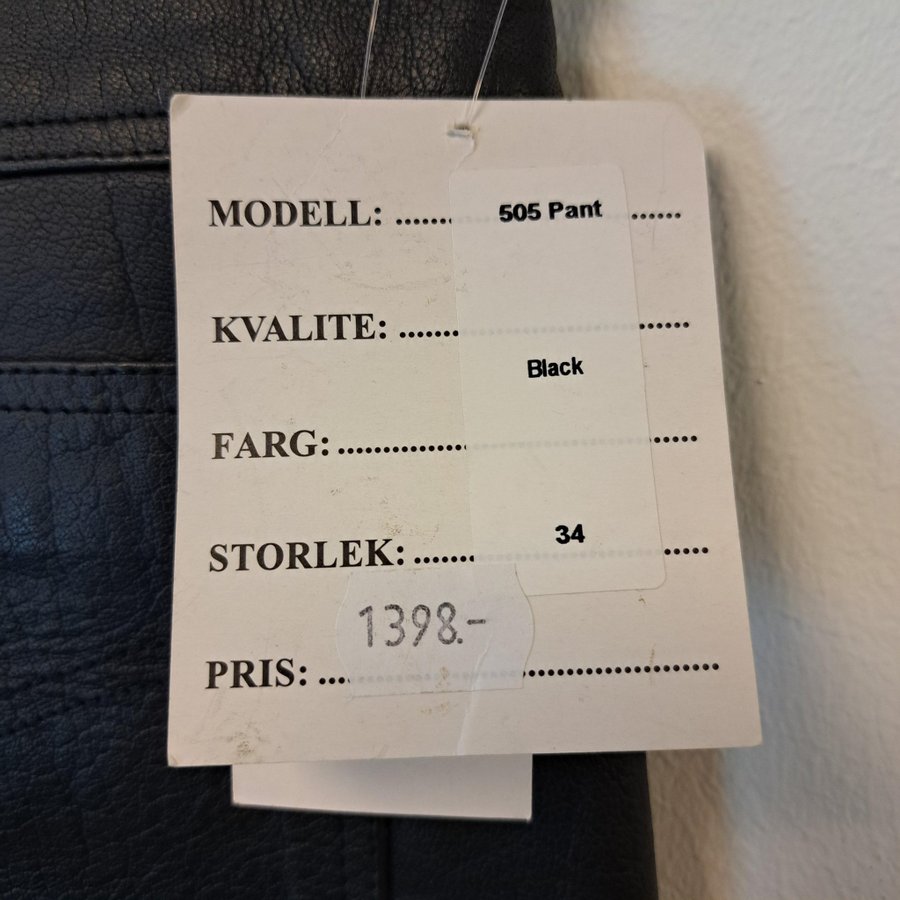 MODELL: ....... 505 Pant ......
KVALITE: ....... ......
Black
FARG: ............... .....
34
STORLEK: ....... .....
1398.-
PRIS: .... ......................